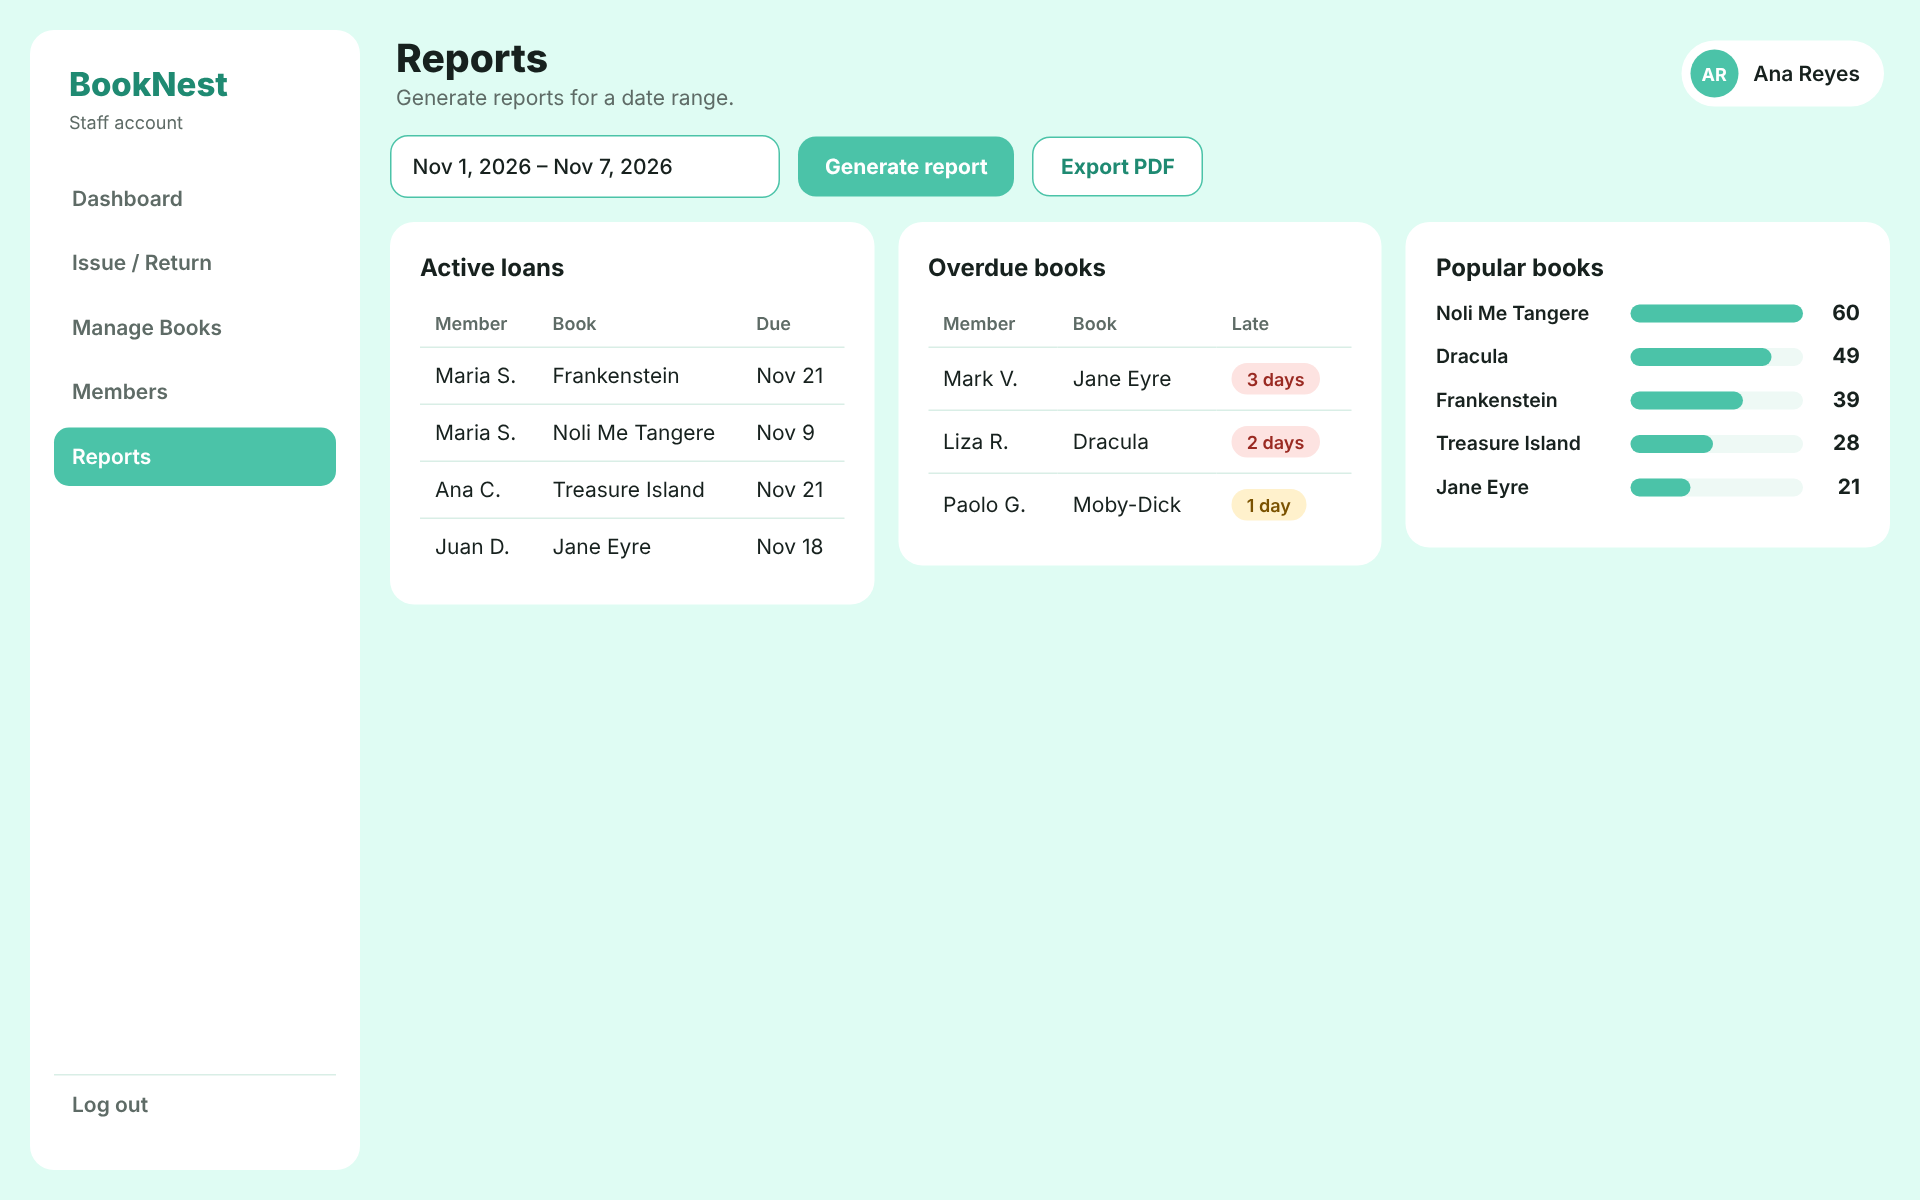 BookNest
Staff account
Dashboard
Issue / Return
Manage Books
Members
Reports
Log out
Reports
Generate reports for a date range.
AR Ana Reyes
Nov 1, 2026 – Nov 7, 2026 Generate report Export PDF
Active loans
Member Book Due
Maria S. Frankenstein Nov 21
Maria S. Noli Me Tangere Nov 9
Ana C. Treasure Island Nov 21
Juan D. Jane Eyre Nov 18
Overdue books
Member Book Late
Mark V. Jane Eyre 3 days
Liza R. Dracula 2 days
Paolo G. Moby-Dick 1 day
Popular books
Noli Me Tangere 60
Dracula 49
Frankenstein 39
Treasure Island 28
Jane Eyre 21